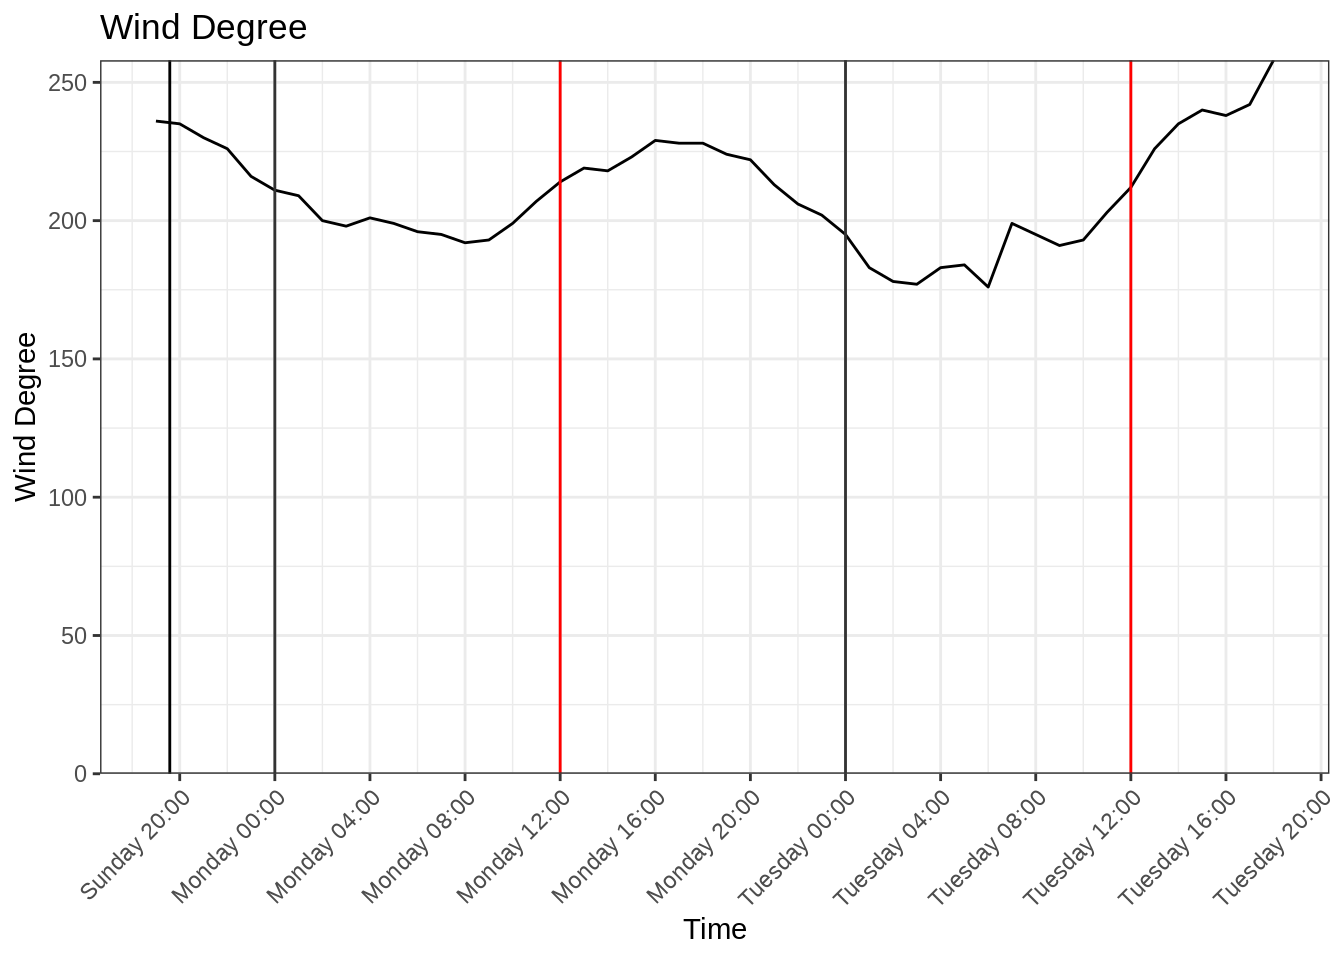 Wind Degree
Wind Degree
250
200
150
100
50
0
Sunday 20:00
Monday 00:00
Monday 04:00
Monday 08:00
Monday 12:00
Monday 16:00
Monday 20:00
Tuesday 00:00
Tuesday 04:00
Tuesday 08:00
Tuesday 12:00
Tuesday 16:00
Tuesday 20:00
Time